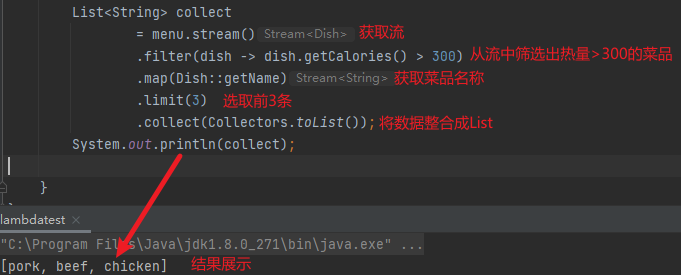 List<String> collect
= menu.stream() Stream<Dish> 获取流
.filter(dish -> dish.getCalories() > 300) 从流中筛选出热量>300的菜品
.map(Dish::getName) Stream<String> 获取菜品名称
.limit(3) 选取前3条
.collect(Collectors.toList()); 将数据整合成List
System.out.println(collect);
}
lambdatest ×
"C:\Program Files\Java\jdk1.8.0_271\bin\java.exe" ...
[pork, beef, chicken] 结果展示